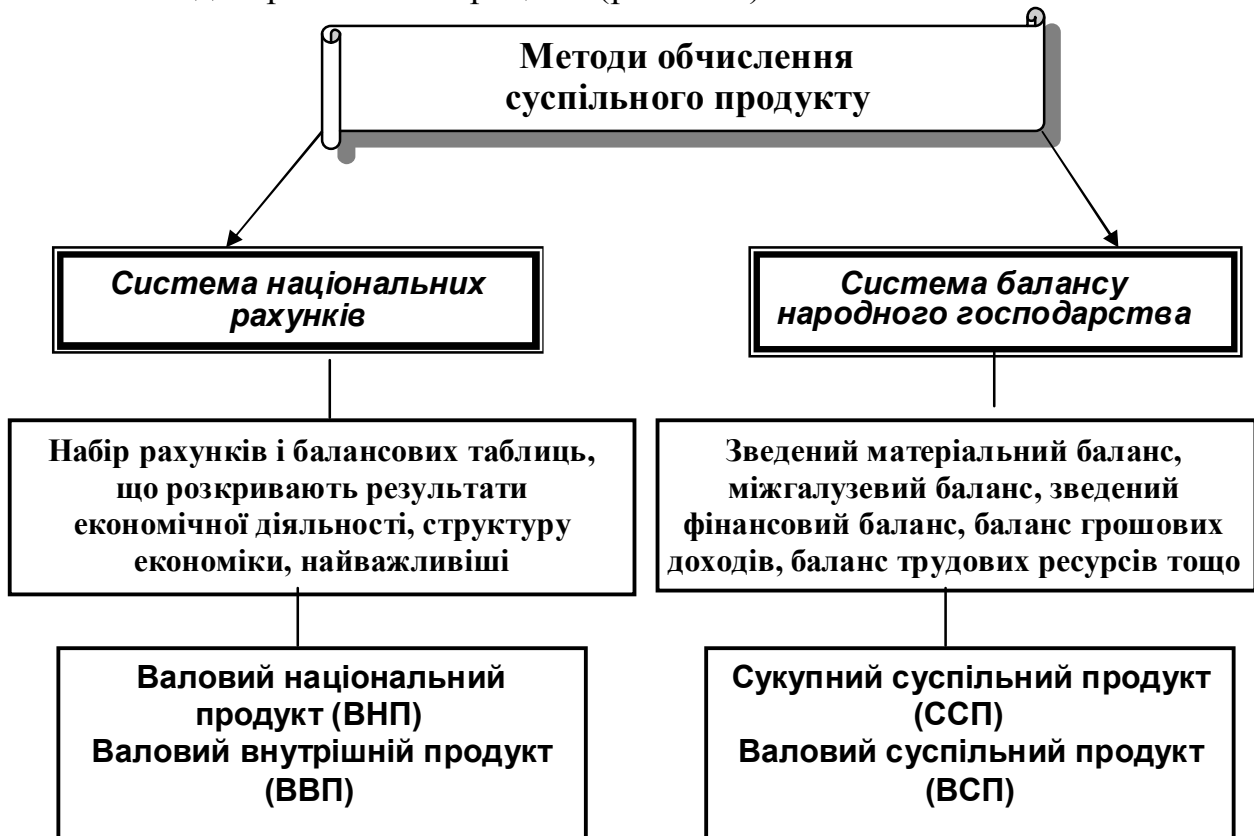 Методи обчислення
суспільного продукту
Система національних
рахунків
Система балансу
народного господарства
Набір рахунків і балансових таблиць,
що розкривають результати
економічної діяльності, структуру
економіки, найважливіші
Зведений матеріальний баланс,
міжгалузевий баланс, зведений
фінансовий баланс, баланс грошових
доходів, баланс трудових ресурсів тощо
Валовий національний
продукт (ВНП)
Валовий внутрішній продукт
(ВВП)
Сукупний суспільний продукт
(ССП)
Валовий суспільний продукт
(ВСП)